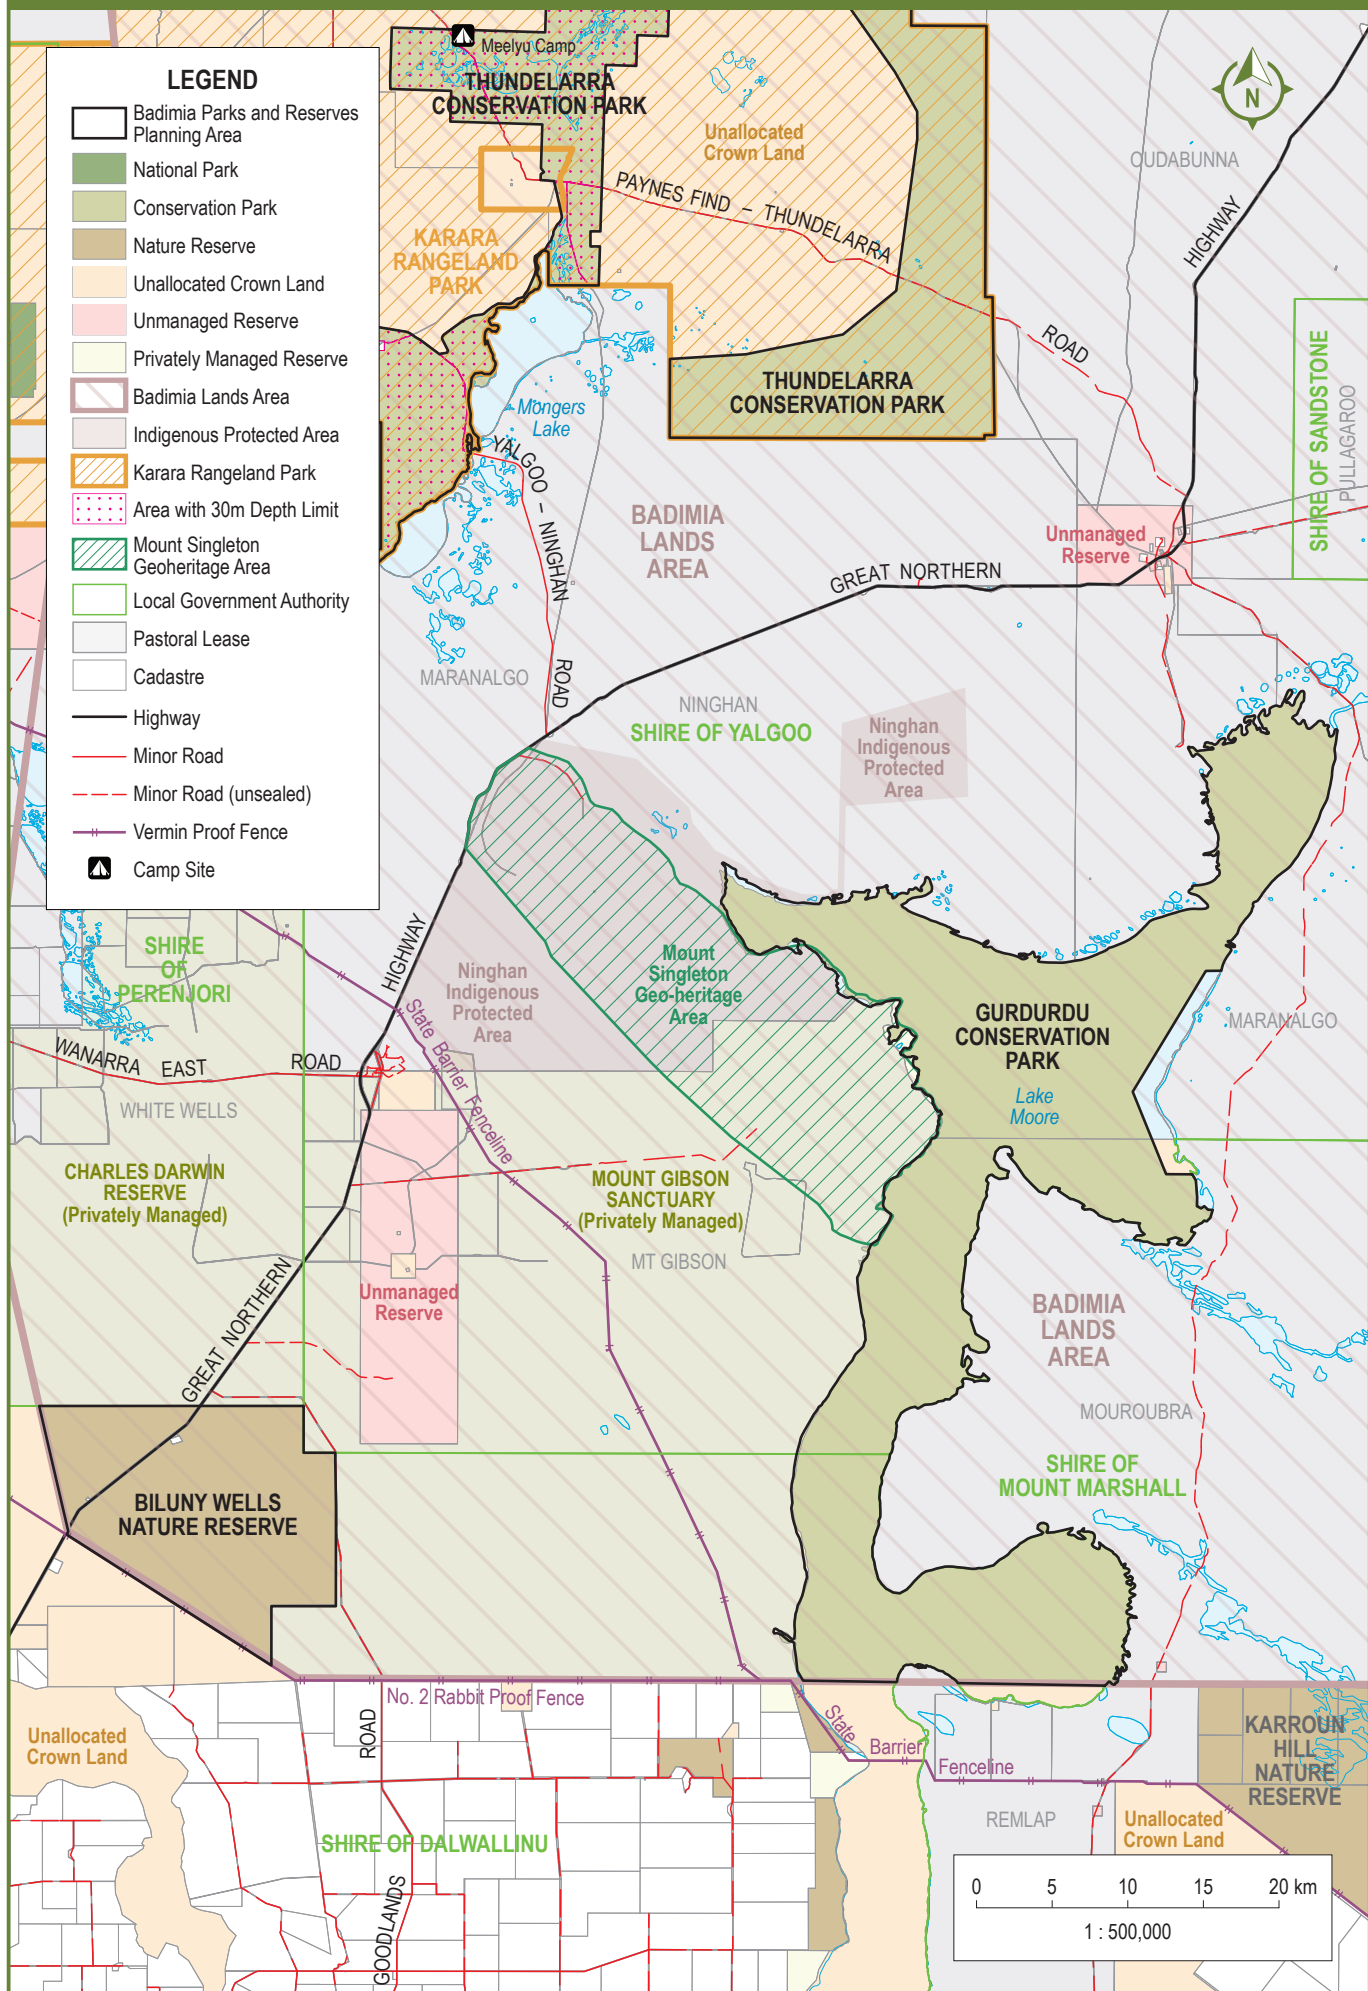 LEGEND
Badimia Parks and Reserves
Planning Area
National Park
Conservation Park
Nature Reserve
Unallocated Crown Land
Unmanaged Reserve
Privately Managed Reserve
Badimia Lands Area
Indigenous Protected Area
Karara Rangeland Park
Area with 30m Depth Limit
Mount Singleton
Geoheritage Area
Local Government Authority
Pastoral Lease
Cadastre
Highway
Minor Road
Minor Road (unsealed)
Vermin Proof Fence
Camp Site
Meelyu Camp
THUNDELARRA
CONSERVATION PARK
Unallocated
Crown Land
N
OUDABUNNA
HIGHWAY
PAYNES FIND – THUNDELARRA
ROAD
KARARA
RANGELAND
PARK
THUNDELARRA
CONSERVATION PARK
SHIRE OF SANDSTONE
PULLAGAROO
Mongers
Lake
YALGOO – NINGHAN
ROAD
BADIMIA
LANDS
AREA
Unmanaged
Reserve
GREAT NORTHERN
MARANALGO
NINGHAN
SHIRE OF YALGOO
Ninghan
Indigenous
Protected
Area
HIGHWAY
SHIRE
OF
PERENJORI
Ninghan
Indigenous
Protected
Area
Mount
Singleton
Geo-heritage
Area
GURDURDU
CONSERVATION
PARK
Lake
Moore
MARANALGO
State Barrier Fenceline
WANARRA EAST ROAD
WHITE WELLS
CHARLES DARWIN
RESERVE
(Privately Managed)
MOUNT GIBSON
SANCTUARY
(Privately Managed)
MT GIBSON
Unmanaged
Reserve
GREAT NORTHERN
BADIMIA
LANDS
AREA
MOUROUBRA
SHIRE OF
MOUNT MARSHALL
BILUNY WELLS
NATURE RESERVE
No. 2 Rabbit Proof Fence
State
Barrier
Fenceline
Unallocated
Crown Land
ROAD
GOODLANDS
SHIRE OF DALWALLINU
KARROUN
HILL
NATURE
RESERVE
REMLAP
Unallocated
Crown Land
0 5 10 15 20 km
1 : 500,000